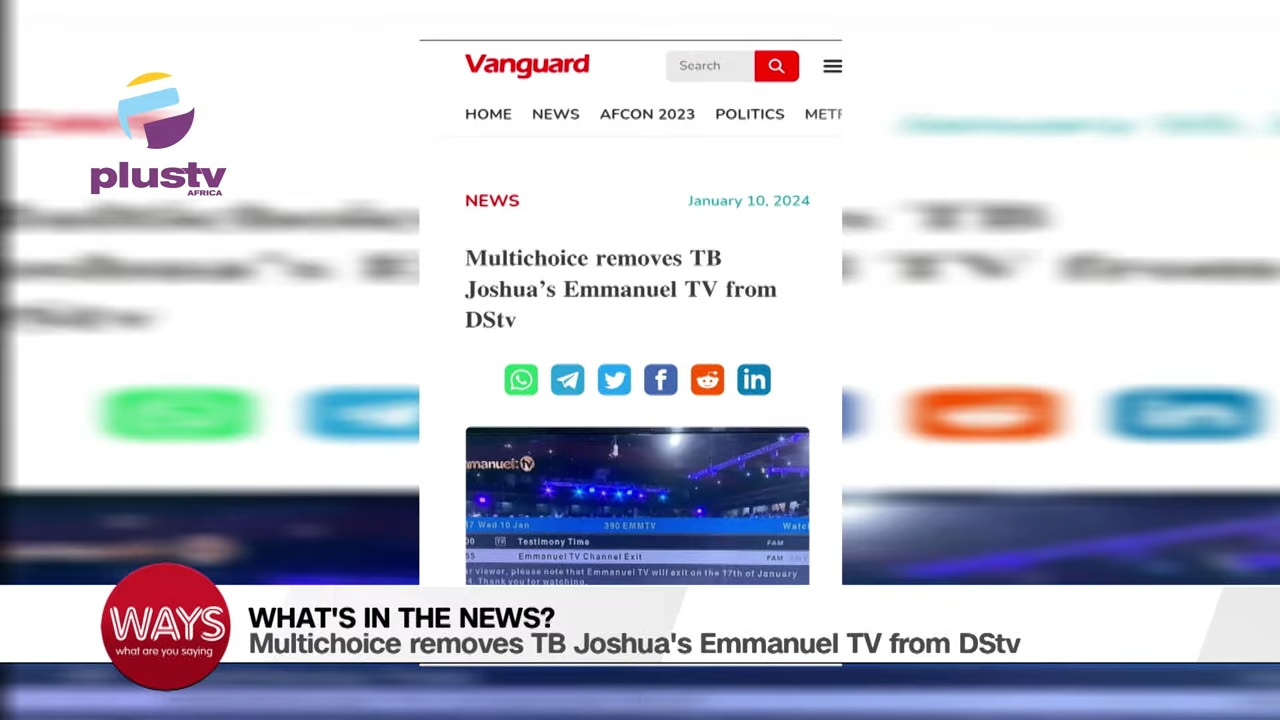 plustv
AFRICA
Vanguard
Search
HOME NEWS AFCON 2023 POLITICS METR
NEWS
January 10, 2024
Multichoice removes TB
Joshua's Emmanuel TV from
DStv
mmanuel:TV
Wed 10 Jan 390 EMMTV Watch
Testimony Time FAM
Emmanuel TV Channel Exit FAM
viewer, please note that Emmanuel TV will exit on the 17th of January
Thank you for watching.
WAYS
what are you saying
WHAT'S IN THE NEWS?
Multichoice removes TB Joshua's Emmanuel TV from DStv